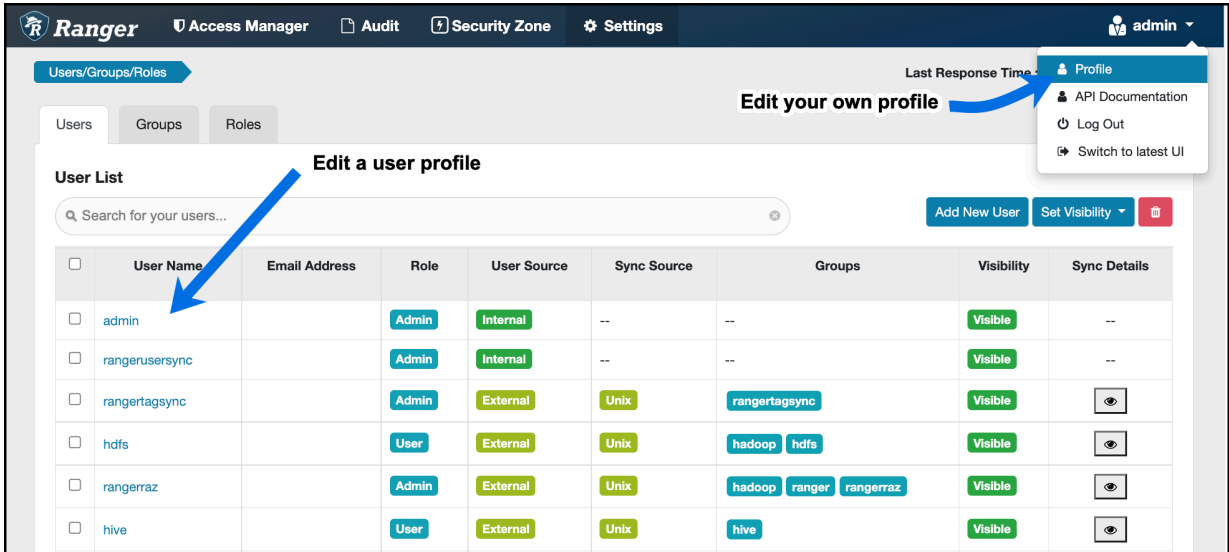 Ranger Access Manager Audit Security Zone Settings admin
Users/Groups/Roles Last Response Time : Profile
Edit your own profile API Documentation
Users Groups Roles Log Out
Edit a user profile Switch to latest UI
User List
Search for your users... Add New User Set Visibility
User Name Email Address Role User Source Sync Source Groups Visibility Sync Details
admin Admin Internal -- -- Visible --
rangerusersync Admin Internal -- -- Visible --
rangertagsync Admin External Unix rangertagsync Visible
hdfs User External Unix hadoop hdfs Visible
rangerraz Admin External Unix hadoop ranger rangerraz Visible
hive User External Unix hive Visible